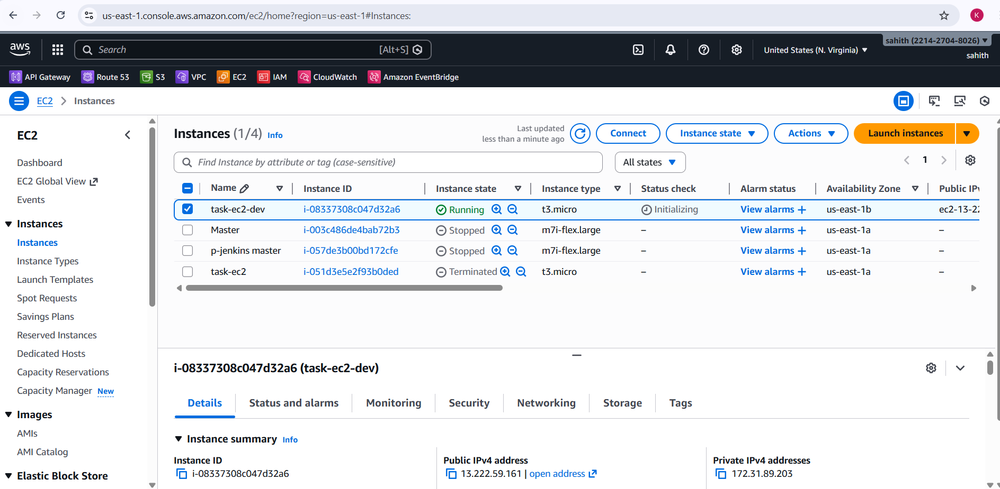 us-east-1.console.aws.amazon.com/ec2/home?region=us-east-1#Instances:
K
aws
Search
[Alt+S]
United States (N. Virginia)
sahith (2214-2704-8026)
sahith
API Gateway
Route 53
S3
VPC
EC2
IAM
CloudWatch
Amazon EventBridge
EC2 > Instances
EC2
Dashboard
EC2 Global View
Events
Instances
Instances
Instance Types
Launch Templates
Spot Requests
Savings Plans
Reserved Instances
Dedicated Hosts
Capacity Reservations
Capacity Manager New
Images
AMIs
AMI Catalog
Elastic Block Store
Instances (1/4) Info
Last updated
less than a minute ago
Connect
Instance state
Actions
Launch instances
Find Instance by attribute or tag (case-sensitive)
All states
1
Name Instance ID Instance state Instance type Status check Alarm status Availability Zone Public IPv
task-ec2-dev i-08337308c047d32a6 Running t3.micro Initializing View alarms + us-east-1b ec2-13-22
Master i-003c486de4bab72b3 Stopped m7i-flex.large – View alarms + us-east-1a –
p-jenkins master i-057de3b00bd172cfe Stopped m7i-flex.large – View alarms + us-east-1a –
task-ec2 i-051d3e5e2f93b0ded Terminated t3.micro – View alarms + us-east-1a –
i-08337308c047d32a6 (task-ec2-dev)
Details
Status and alarms
Monitoring
Security
Networking
Storage
Tags
Instance summary Info
Instance ID
i-08337308c047d32a6
Public IPv4 address
13.222.59.161 | open address
Private IPv4 addresses
172.31.89.203